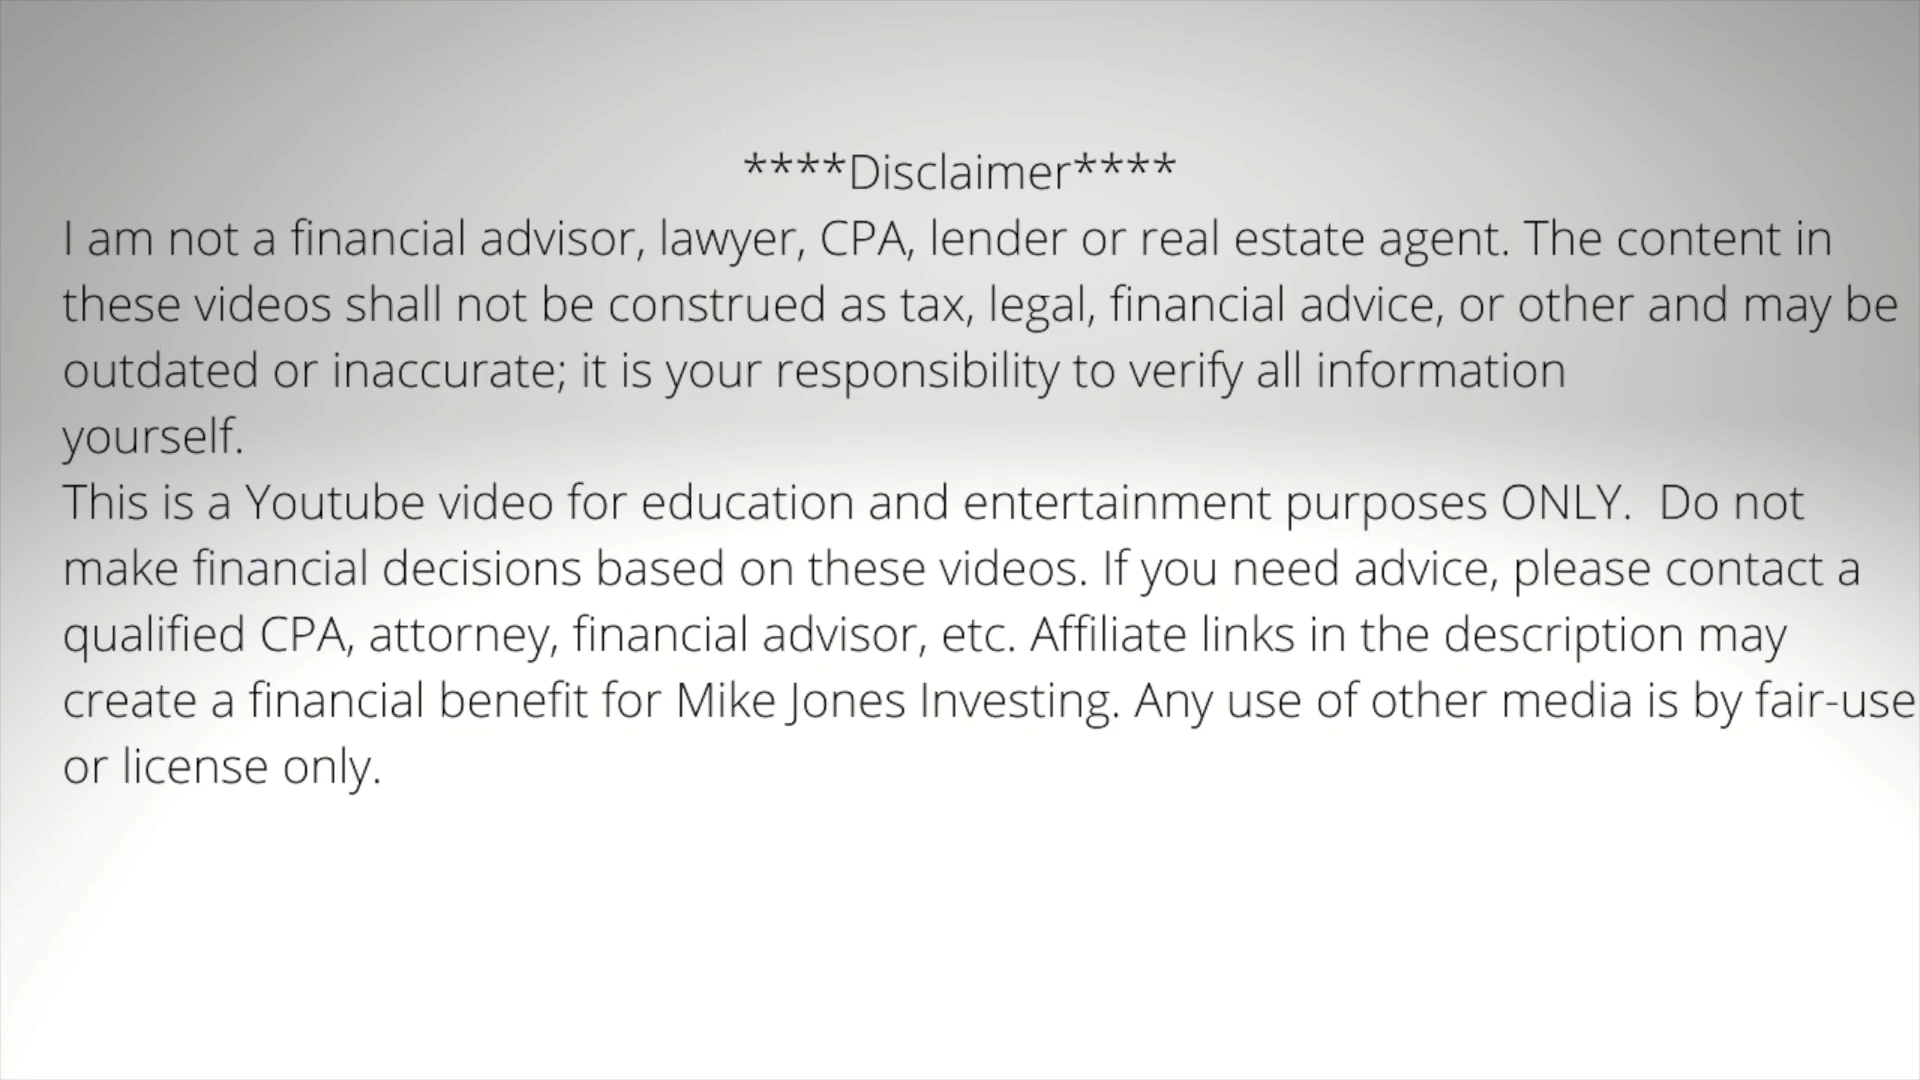 ****Disclaimer****
I am not a financial advisor, lawyer, CPA, lender or real estate agent. The content in
these videos shall not be construed as tax, legal, financial advice, or other and may be
outdated or inaccurate; it is your responsibility to verify all information
yourself.
This is a Youtube video for education and entertainment purposes ONLY.  Do not
make financial decisions based on these videos. If you need advice, please contact a
qualified CPA, attorney, financial advisor, etc. Affiliate links in the description may
create a financial benefit for Mike Jones Investing. Any use of other media is by fair-use
or license only.